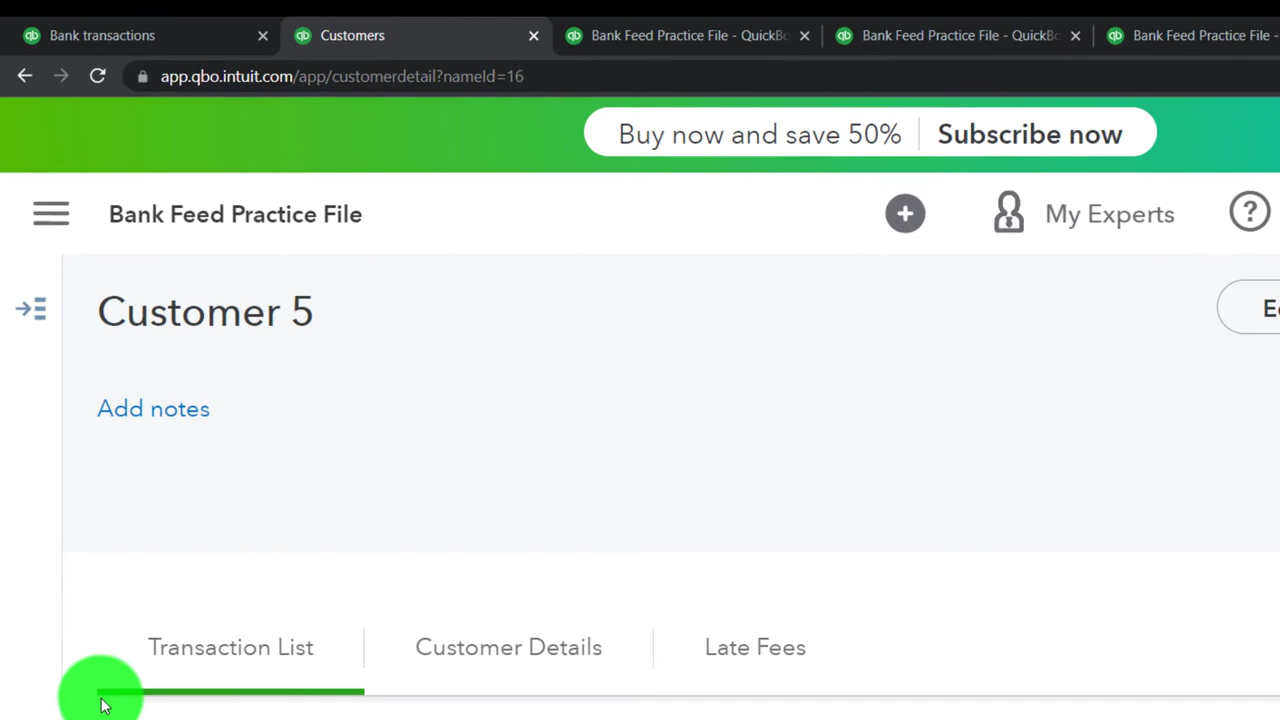 Bank transactions
Customers
Bank Feed Practice File - QuickBo
Bank Feed Practice File - QuickBo
Bank Feed Practice File -
app.qbo.intuit.com/app/customerdetail?nameId=16
Buy now and save 50% Subscribe now
Bank Feed Practice File
My Experts
Customer 5
Add notes
Transaction List
Customer Details
Late Fees